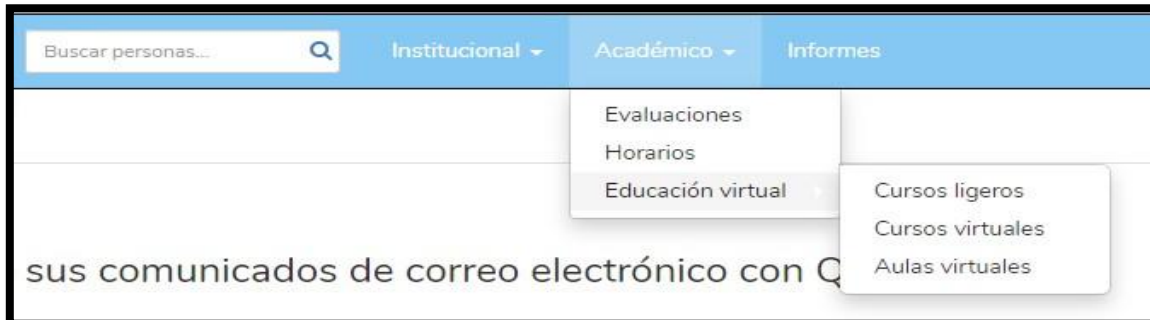 Buscar personas... Institucional Académico Informes
Evaluaciones
Horarios
Educación virtual
Cursos ligeros
Cursos virtuales
Aulas virtuales
sus comunicados de correo electrónico con Q